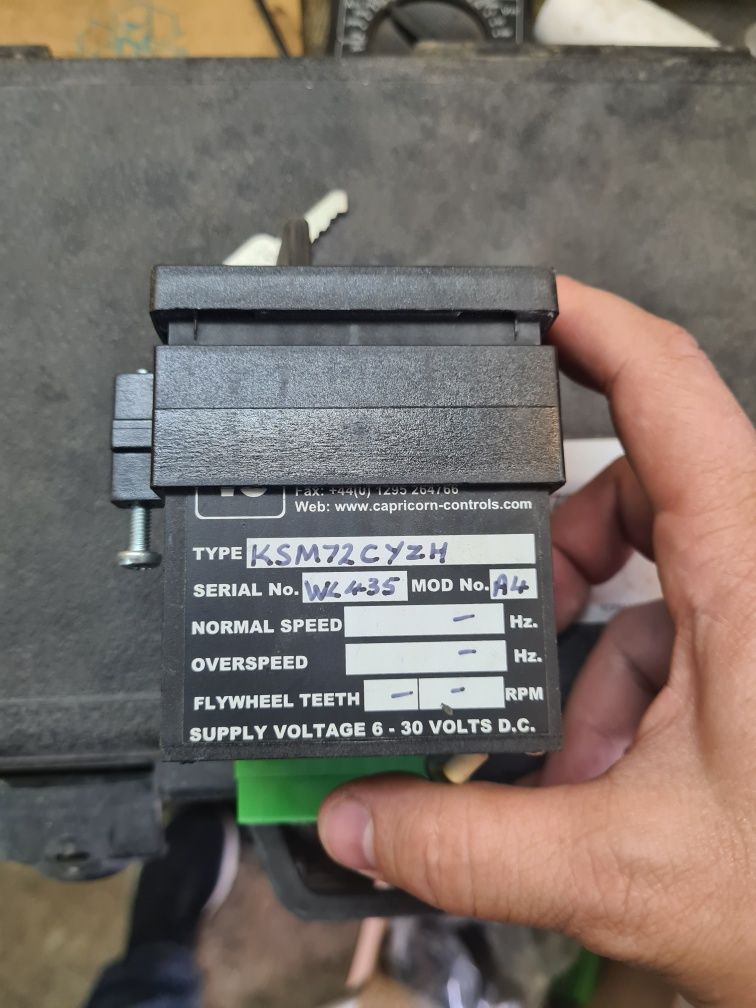 Fax: +44(0) 1295 264766
Web: www.capricorn-controls.com
TYPE KSM72CYZH
SERIAL No. WL435 MOD No. A4
NORMAL SPEED - Hz.
OVERSPEED - Hz.
FLYWHEEL TEETH - - RPM
SUPPLY VOLTAGE 6 - 30 VOLTS D.C.